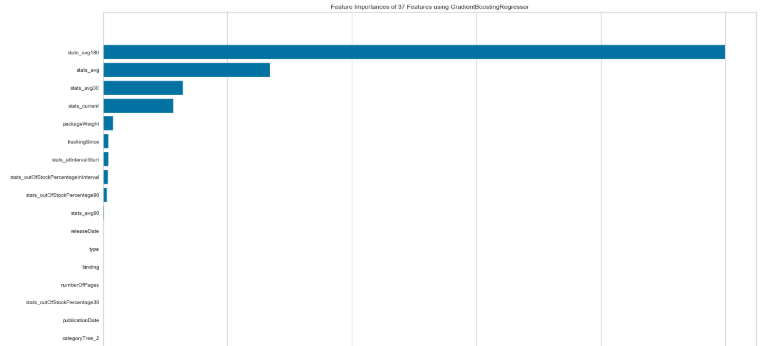 Feature Importances of 37 Features using GradientBoostingRegressor
stats_avg180
stats_avg
stats_avg30
stats_current
packageWeight
trackingSince
stats_atIntervalStart
stats_outOfStockPercentageInInterval
stats_outOfStockPercentage90
stats_avg90
releaseDate
type
binding
numberOfPages
stats_outOfStockPercentage30
publicationDate
categoryTree_2